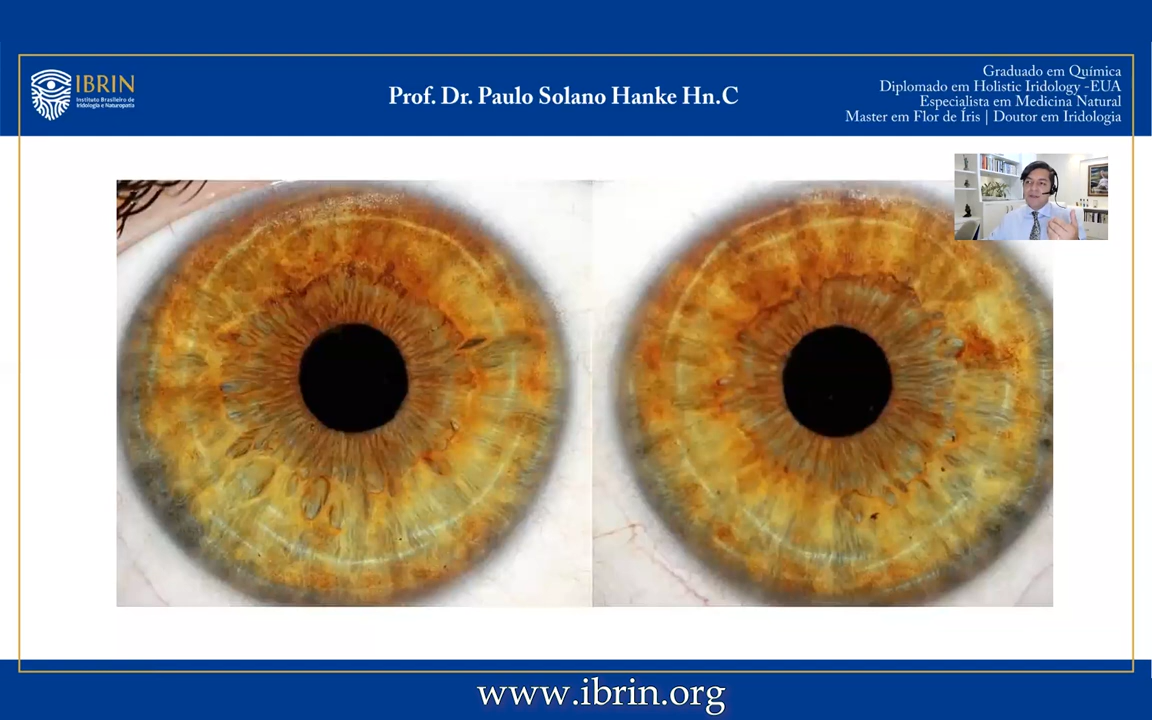 IBRIN
Instituto Brasileiro de
Iridologia e Naturopatia
Prof. Dr. Paulo Solano Hanke Hn.C
Graduado em Química
Diplomado em Holistic Iridology -EUA
Especialista em Medicina Natural
Master em Flor de Íris | Doutor em Iridologia
www.ibrin.org